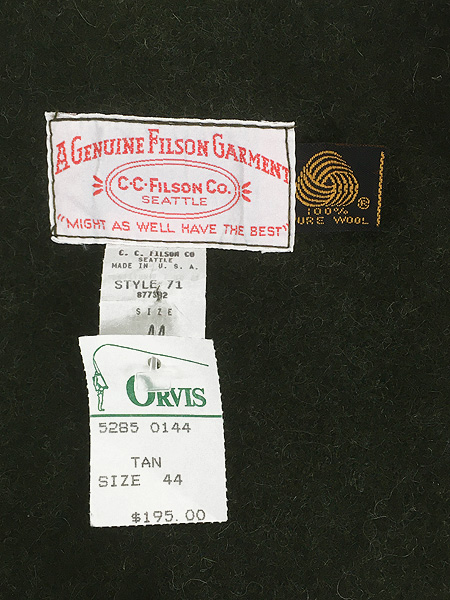 A GENUINE FILSON GARMENT
C·C·FILSON CO.
SEATTLE
"MIGHT AS WELL HAVE THE BEST"
100%
URE WOOL ®
C. C. FILSON CO
SEATTLE
MADE IN U. S. A.
STYLE 71
SIZE
44
ORVIS
5285 0144
TAN
SIZE 44
$195.00